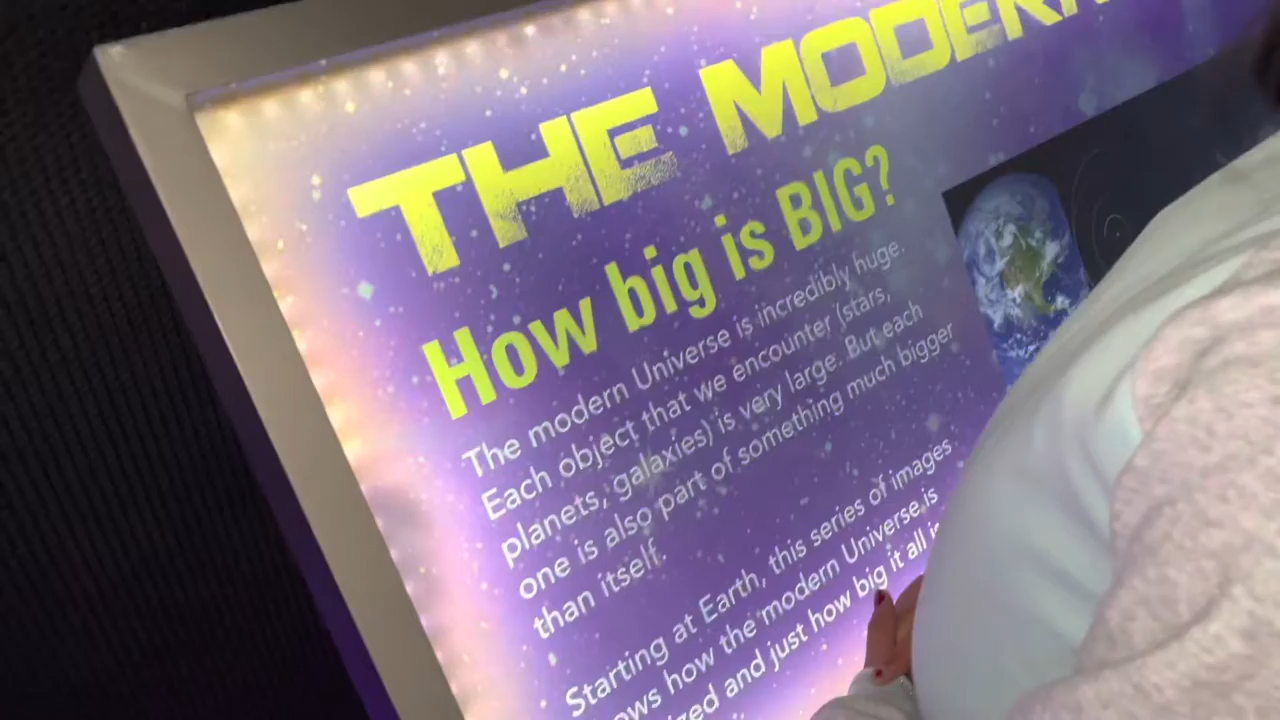 THE MODERN
How big is BIG?
The modern Universe is incredibly huge.
Each object that we encounter (stars,
planets, galaxies) is very large. But each
one is also part of something much bigger
than itself.
Starting at Earth, this series of images
how the modern Universe is
and just how big it all is